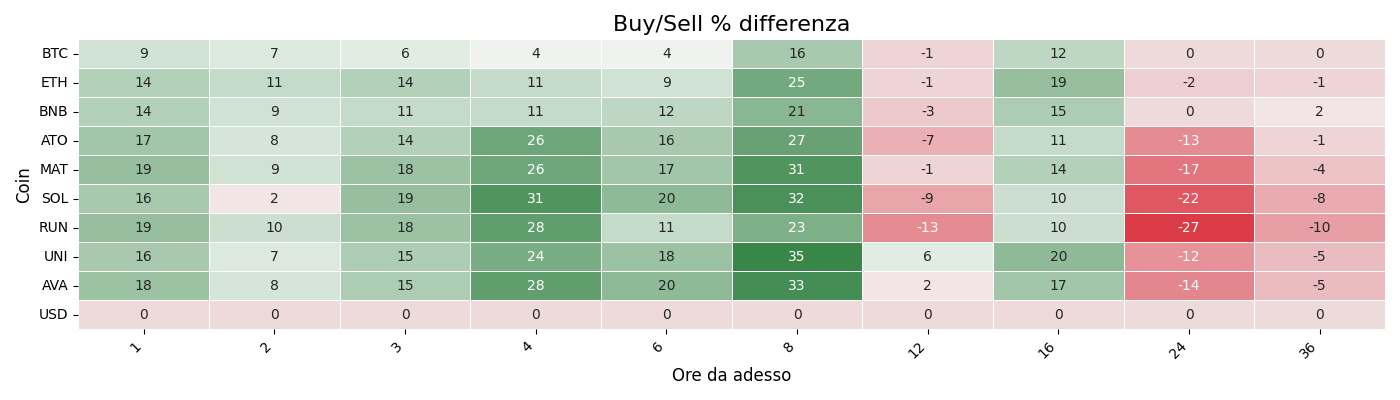 Buy/Sell % differenza
Coin
BTC 9 7 6 4 4 16 -1 12 0 0
ETH 14 11 14 11 9 25 -1 19 -2 -1
BNB 14 9 11 11 12 21 -3 15 0 2
ATO 17 8 14 26 16 27 -7 11 -13 -1
MAT 19 9 18 26 17 31 -1 14 -17 -4
SOL 16 2 19 31 20 32 -9 10 -22 -8
RUN 19 10 18 28 11 23 -13 10 -27 -10
UNI 16 7 15 24 18 35 6 20 -12 -5
AVA 18 8 15 28 20 33 2 17 -14 -5
USD 0 0 0 0 0 0 0 0 0 0
1 2 3 4 6 8 12 16 24 36
Ore da adesso